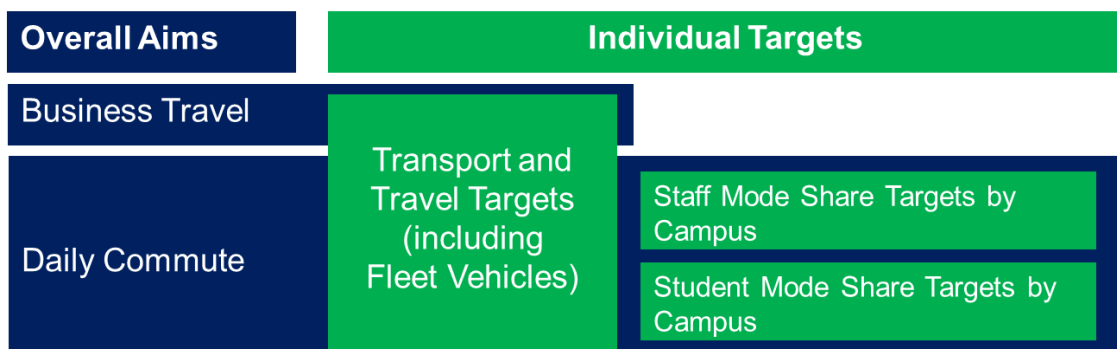 Overall Aims
Individual Targets
Business Travel
Transport and
Travel Targets
(including
Fleet Vehicles)
Daily Commute
Staff Mode Share Targets by
Campus
Student Mode Share Targets by
Campus